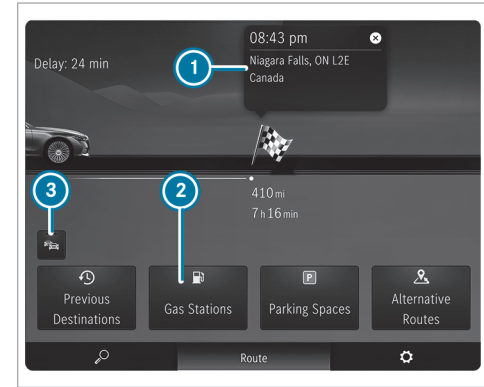 08:43 pm
Delay: 24 min
Niagara Falls, ON L2E
Canada
1
3
2
410 mi
7 h 16 min
P
Previous
Destinations
Gas Stations
Parking Spaces
Alternative
Routes
Route